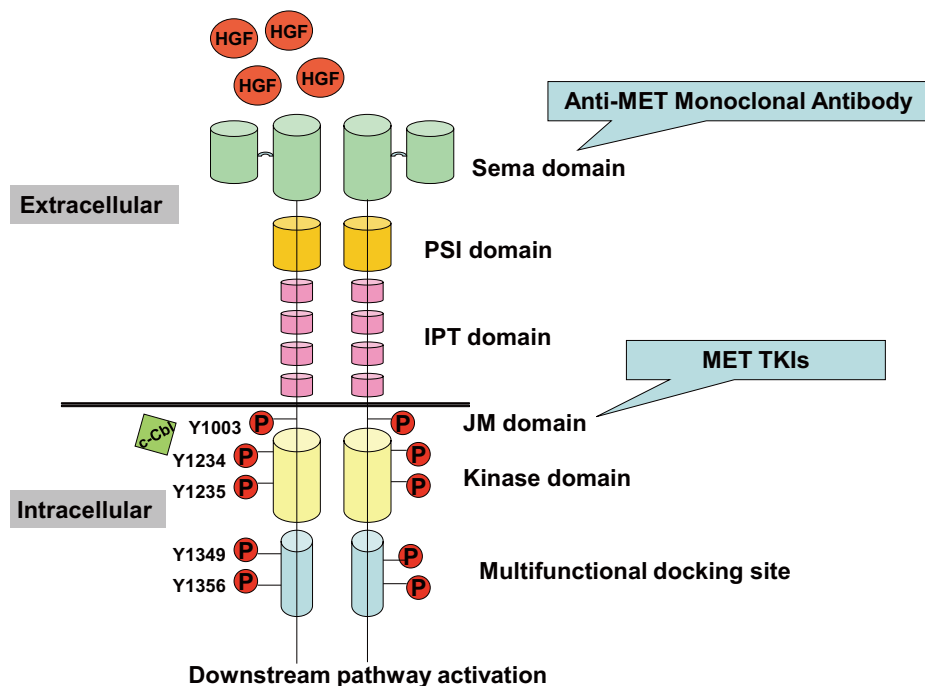 HGF
HGF
HGF
HGF
Anti-MET Monoclonal Antibody
Sema domain
Extracellular
PSI domain
IPT domain
MET TKIs
JM domain
c-Cbl
Y1003
P
P
Y1234
P
P
Kinase domain
Y1235
P
P
Intracellular
Y1349
P
P
Multifunctional docking site
Y1356
P
P
Downstream pathway activation